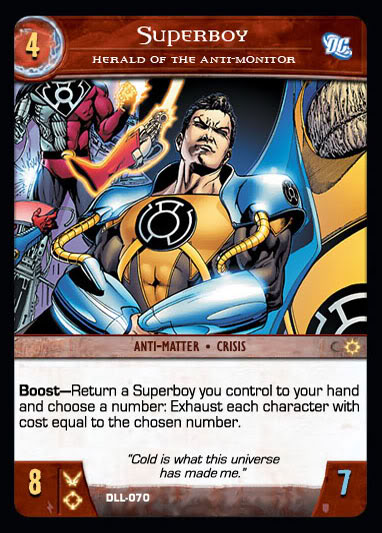 4
SUPERBOY
HERALD OF THE ANTI-MONITOR
DC
ANTI-MATTER • CRISIS
Boost—Return a Superboy you control to your hand
and choose a number: Exhaust each character with
cost equal to the chosen number.
"Cold is what this universe
has made me."
8
DLL-070
7